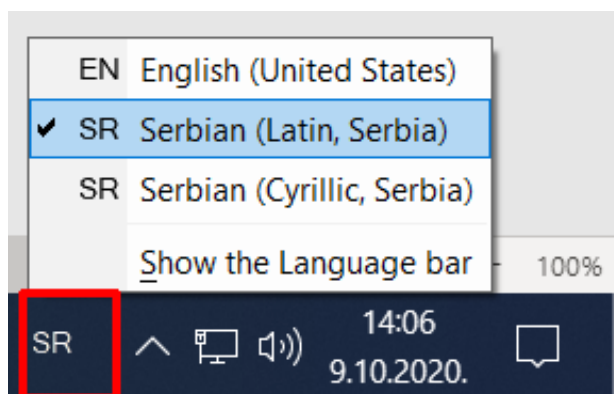 EN English (United States)
✔ SR Serbian (Latin, Serbia)
SR Serbian (Cyrillic, Serbia)
Show the Language bar
100%
SR
14:06
9.10.2020.